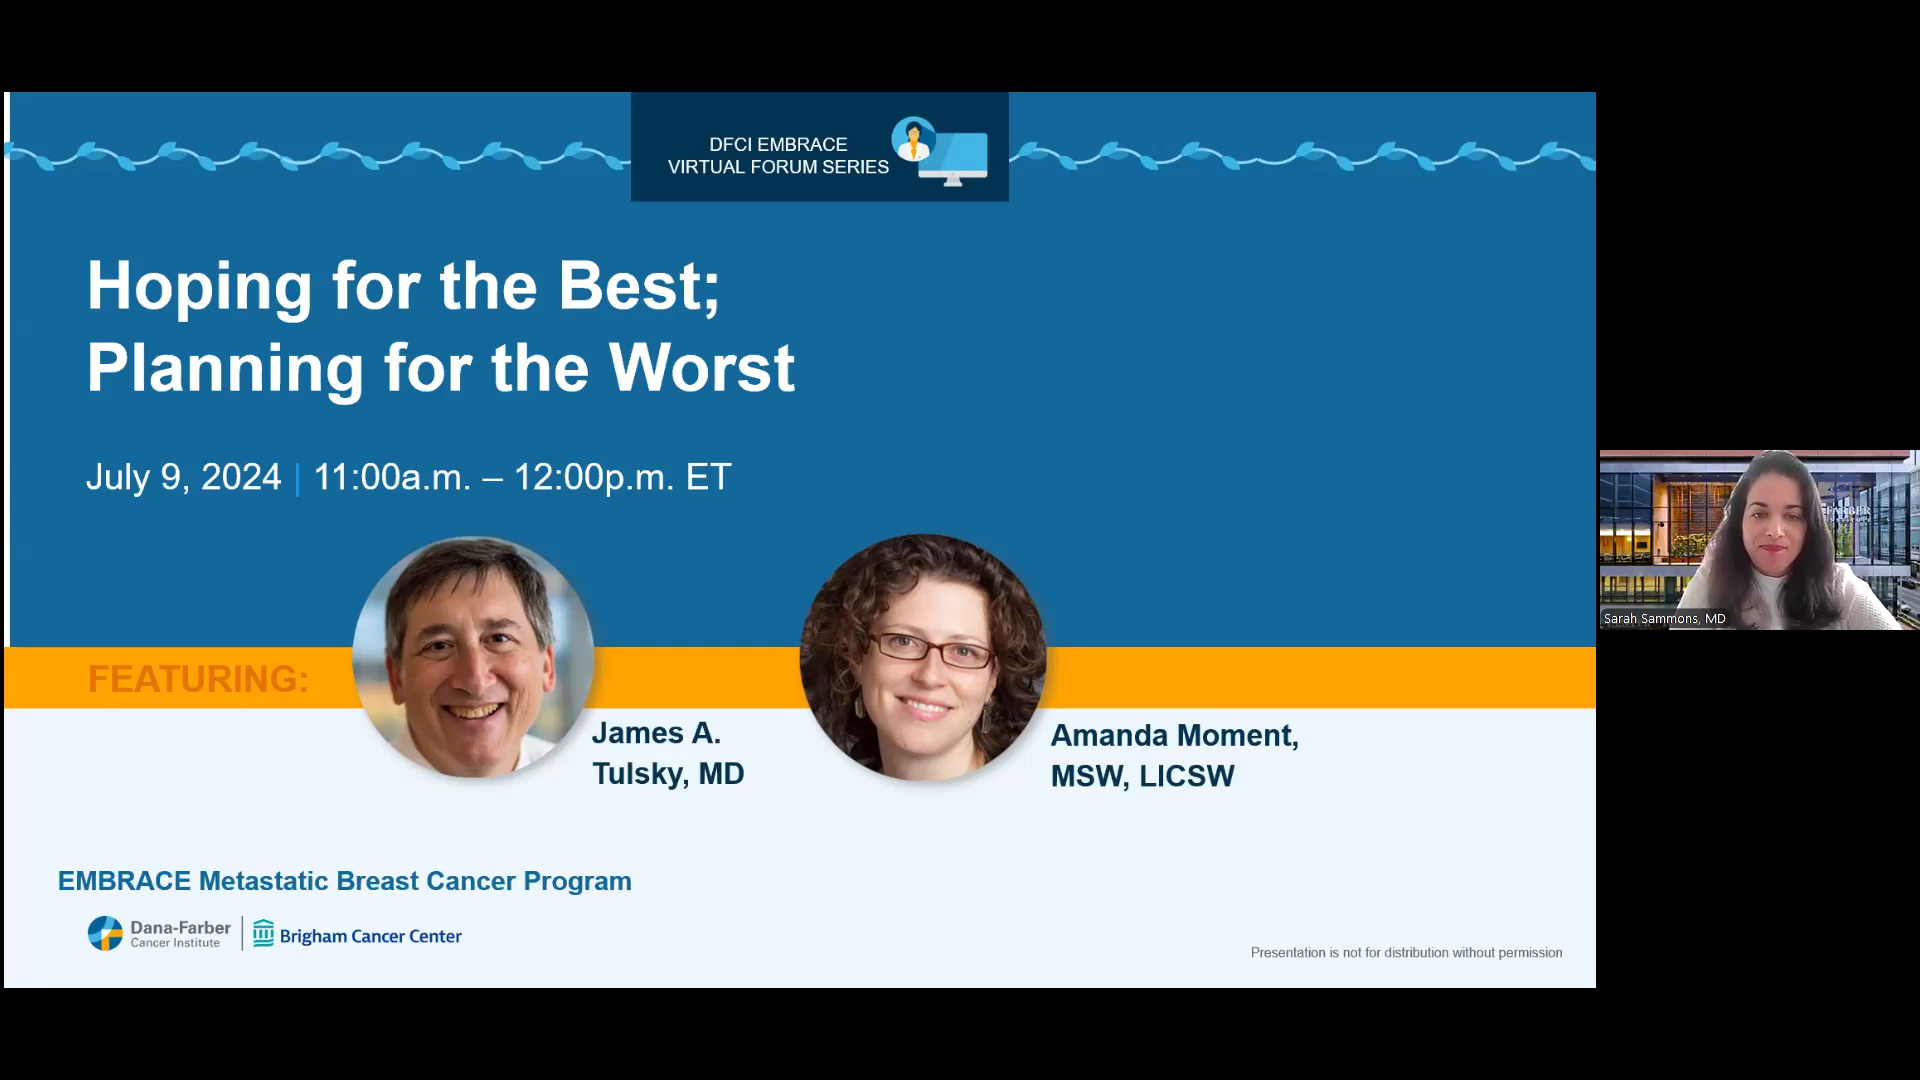 DFCI EMBRACE
VIRTUAL FORUM SERIES
Hoping for the Best;
Planning for the Worst
July 9, 2024 | 11:00a.m. – 12:00p.m. ET
FEATURING:
James A.
Tulsky, MD
Amanda Moment,
MSW, LICSW
EMBRACE Metastatic Breast Cancer Program
Dana-Farber
Cancer Institute
Brigham Cancer Center
Presentation is not for distribution without permission
FARBER
Sarah Sammons, MD